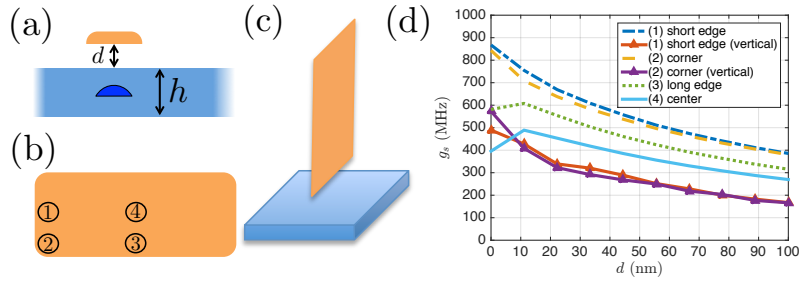 (a)
d
h
(b)
① ④
② ③
(c)
(d)
1000
900
800
700
600
500
400
300
200
100
0
g_s (MHz)
0 10 20 30 40 50 60 70 80 90 100
d (nm)
(1) short edge
(1) short edge (vertical)
(2) corner
(2) corner (vertical)
(3) long edge
(4) center